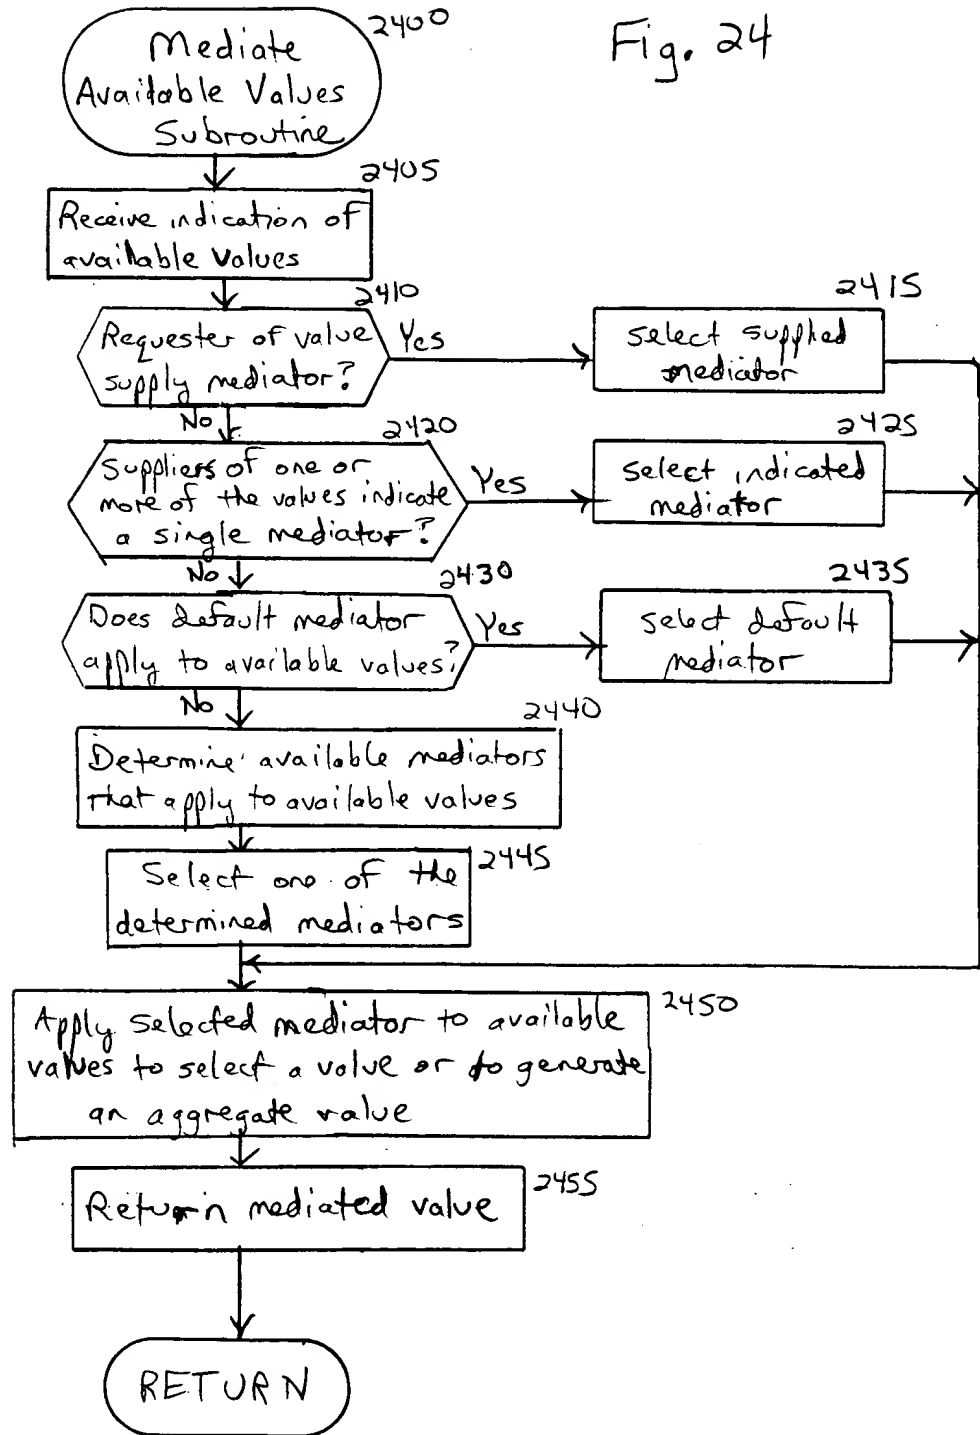 Fig. 24
2400
Mediate
Available Values
Subroutine
2405
Receive indication of
available values
2410
Requester of value
supply mediator?
Yes
2415
select supplied
mediator
No
2420
Suppliers of one or
more of the values indicate
a single mediator?
Yes
2425
select indicated
mediator
No
2430
Does default mediator
apply to available values?
Yes
2435
select default
mediator
No
2440
Determine available mediators
that apply to available values
2445
Select one of the
determined mediators
2450
Apply selected mediator to available
values to select a value or to generate
an aggregate value
2455
Return mediated value
RETURN